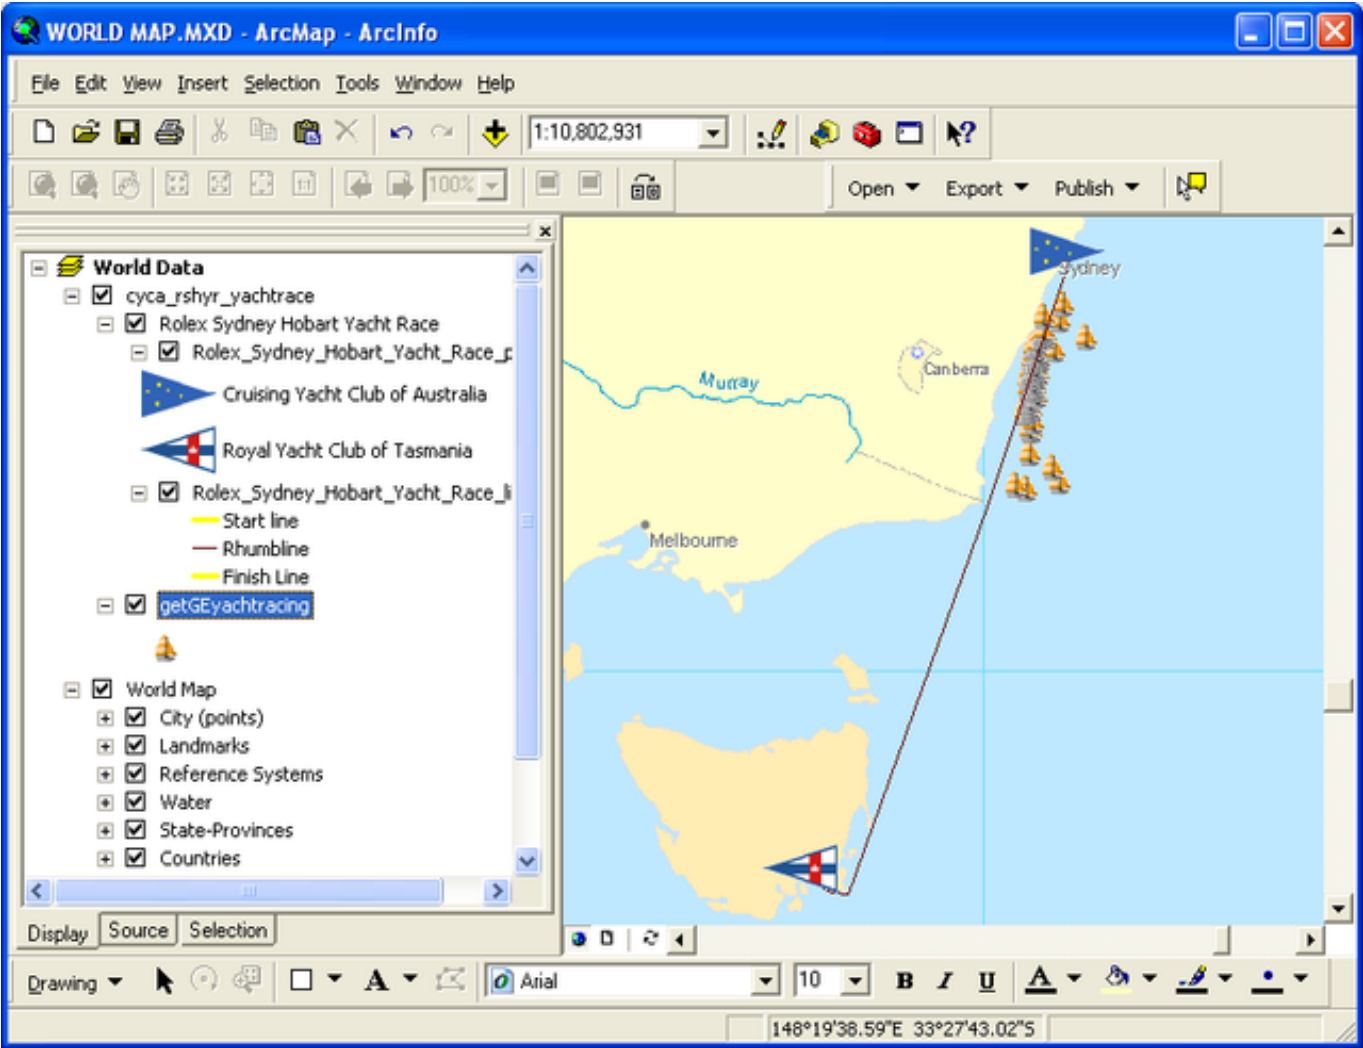 WORLD MAP.MXD - ArcMap - ArcInfo
File Edit View Insert Selection Tools Window Help
1:10,802,931
100%
Open Export Publish
World Data
cyca_rshyr_yachtrace
Rolex Sydney Hobart Yacht Race
Rolex_Sydney_Hobart_Yacht_Race_p
Cruising Yacht Club of Australia
Royal Yacht Club of Tasmania
Rolex_Sydney_Hobart_Yacht_Race_li
Start line
Rhumbline
Finish Line
getGEyachtracing
World Map
City (points)
Landmarks
Reference Systems
Water
State-Provinces
Countries
Display Source Selection
Sydney
Canberra
Murray
Melbourne
Drawing A Arial 10 B I U A
148°19'38.59"E 33°27'43.02"S